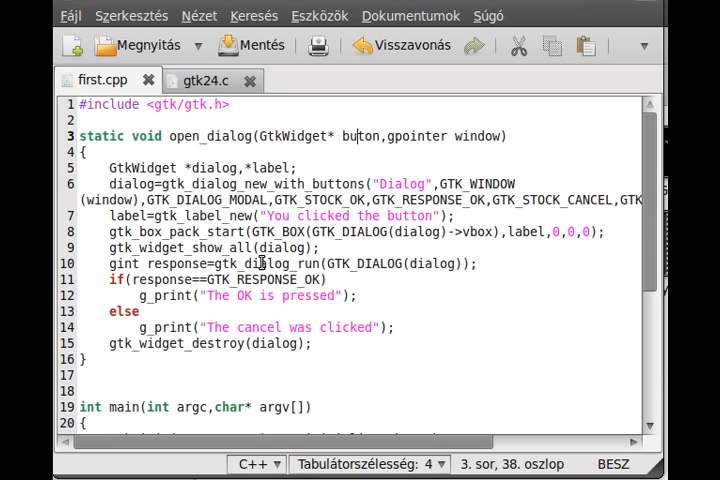 Fájl Szerkesztés Nézet Keresés Eszközök Dokumentumok Súgó
Megnyitás Mentés Visszavonás
first.cpp gtk24.c
1 #include <gtk/gtk.h>
2
3 static void open_dialog(GtkWidget* button,gpointer window)
4 {
5 GtkWidget *dialog,*label;
6 dialog=gtk_dialog_new_with_buttons("Dialog",GTK_WINDOW
(window),GTK_DIALOG_MODAL,GTK_STOCK_OK,GTK_RESPONSE_OK,GTK_STOCK_CANCEL,GTK
7 label=gtk_label_new("You clicked the button");
8 gtk_box_pack_start(GTK_BOX(GTK_DIALOG(dialog)->vbox),label,0,0,0);
9 gtk_widget_show_all(dialog);
10 gint response=gtk_dialog_run(GTK_DIALOG(dialog));
11 if(response==GTK_RESPONSE_OK)
12 g_print("The OK is pressed");
13 else
14 g_print("The cancel was clicked");
15 gtk_widget_destroy(dialog);
16 }
17
18
19 int main(int argc,char* argv[])
20 {
C++ Tabulátorszélesség: 4 3. sor, 38. oszlop BESZ